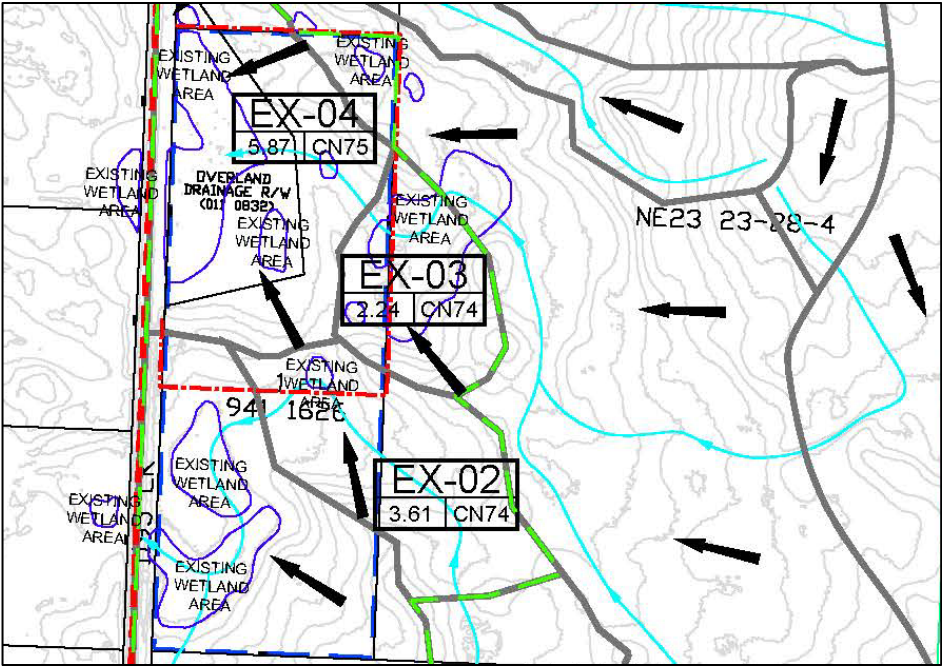 EXISTING
WETLAND
AREA
EXISTING
WETLAND
AREA
EX-04
5.87 CN75
EXISTING
WETLAND
AREA
OVERLAND
DRAINAGE R/W
(011 0832)
EXISTING
WETLAND
AREA
EXISTING
WETLAND
AREA
NE23 23-28-4
EX-03
2.24 CN74
EXISTING
WETLAND
AREA
1
941 1626
EXISTING
WETLAND
AREA
EX-02
3.61 CN74
EXISTING
WETLAND
AREA
EXISTING
WETLAND
AREA